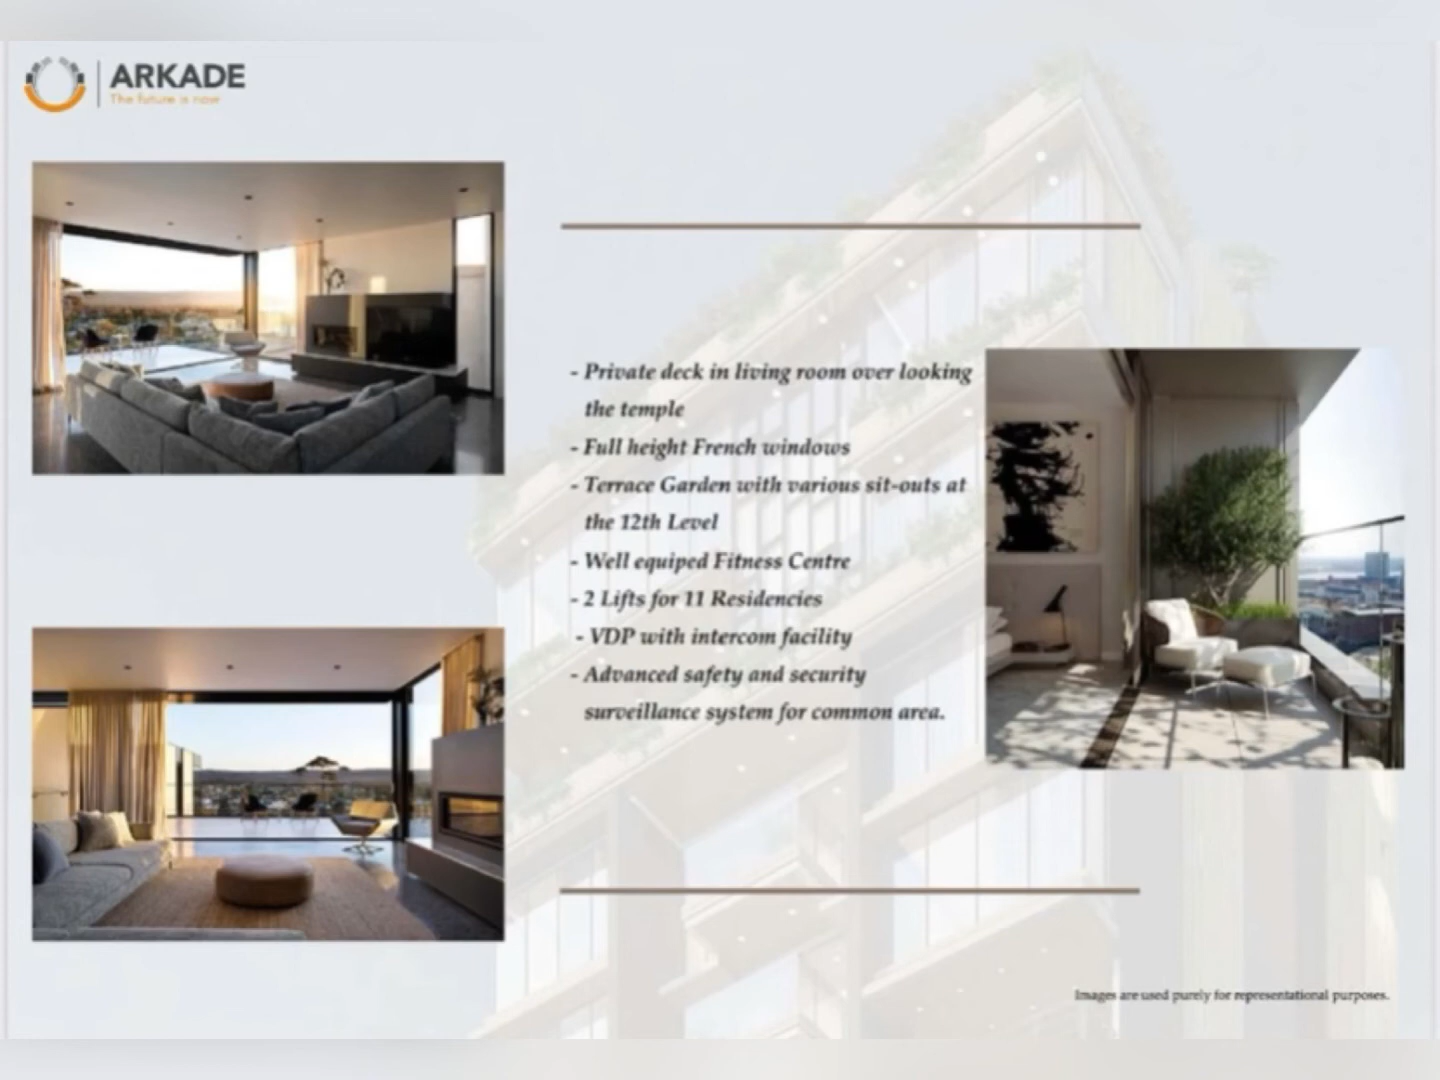 ARKADE
The future is now
- Private deck in living room over looking
the temple
- Full height French windows
- Terrace Garden with various sit-outs at
the 12th Level
- Well equiped Fitness Centre
- 2 Lifts for 11 Residencies
- VDP with intercom facility
- Advanced safety and security
surveillance system for common area.
Images are used purely for representational purposes.